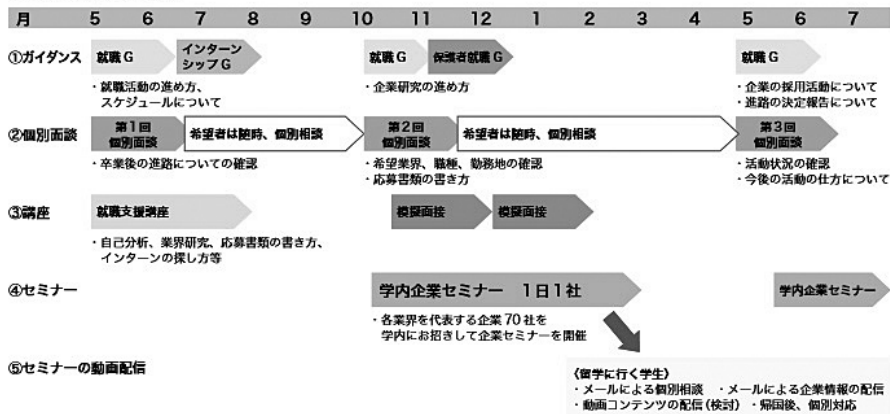 月 5 6 7 8 9 10 11 12 1 2 3 4 5 6 7
①ガイダンス
就職 G
インターン
シップ G
就職 G
保護者就職 G
就職 G
・就職活動の進め方、
スケジュールについて
・企業研究の進め方
・企業の採用活動について
・進路の決定報告について
②個別面談
第1回
個別面談
希望者は随時、個別相談
第2回
個別面談
希望者は随時、個別相談
第3回
個別面談
・卒業後の進路についての確認
・希望業界、職種、勤務地の確認
・応募書類の書き方
・活動状況の確認
・今後の活動の仕方について
③講座
就職支援講座
模擬面接
模擬面接
・自己分析、業界研究、応募書類の書き方、
インターンの探し方等
④セミナー
学内企業セミナー 1日1社
学内企業セミナー
・各業界を代表する企業70社を
学内にお招きして企業セミナーを開催
⑤セミナーの動画配信
〈留学に行く学生〉
・メールによる個別相談 ・メールによる企業情報の配信
・動画コンテンツの配信(検討) ・帰国後、個別対応